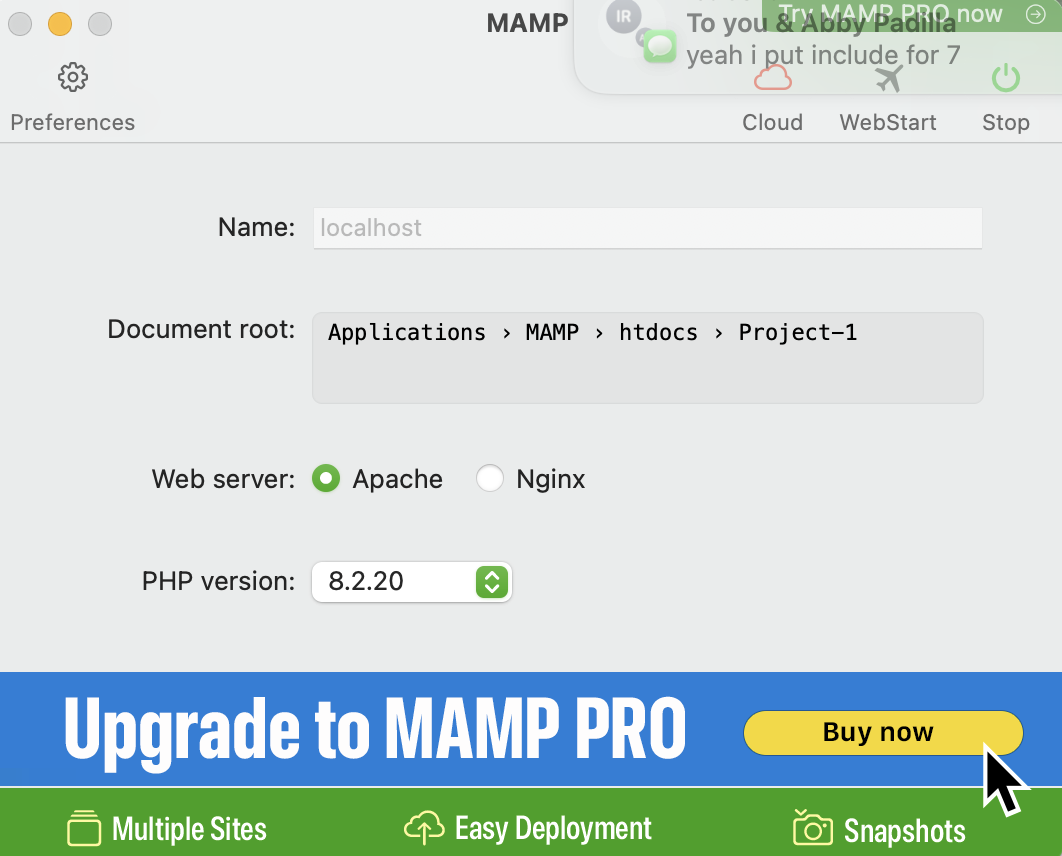 MAMP
Try MAMP PRO now
IR
To you & Abby Padilla
yeah i put include for 7
Preferences
Cloud
WebStart
Stop
Name: localhost
Document root: Applications › MAMP › htdocs › Project-1
Web server: Apache Nginx
PHP version: 8.2.20
Upgrade to MAMP PRO
Buy now
Multiple Sites
Easy Deployment
Snapshots